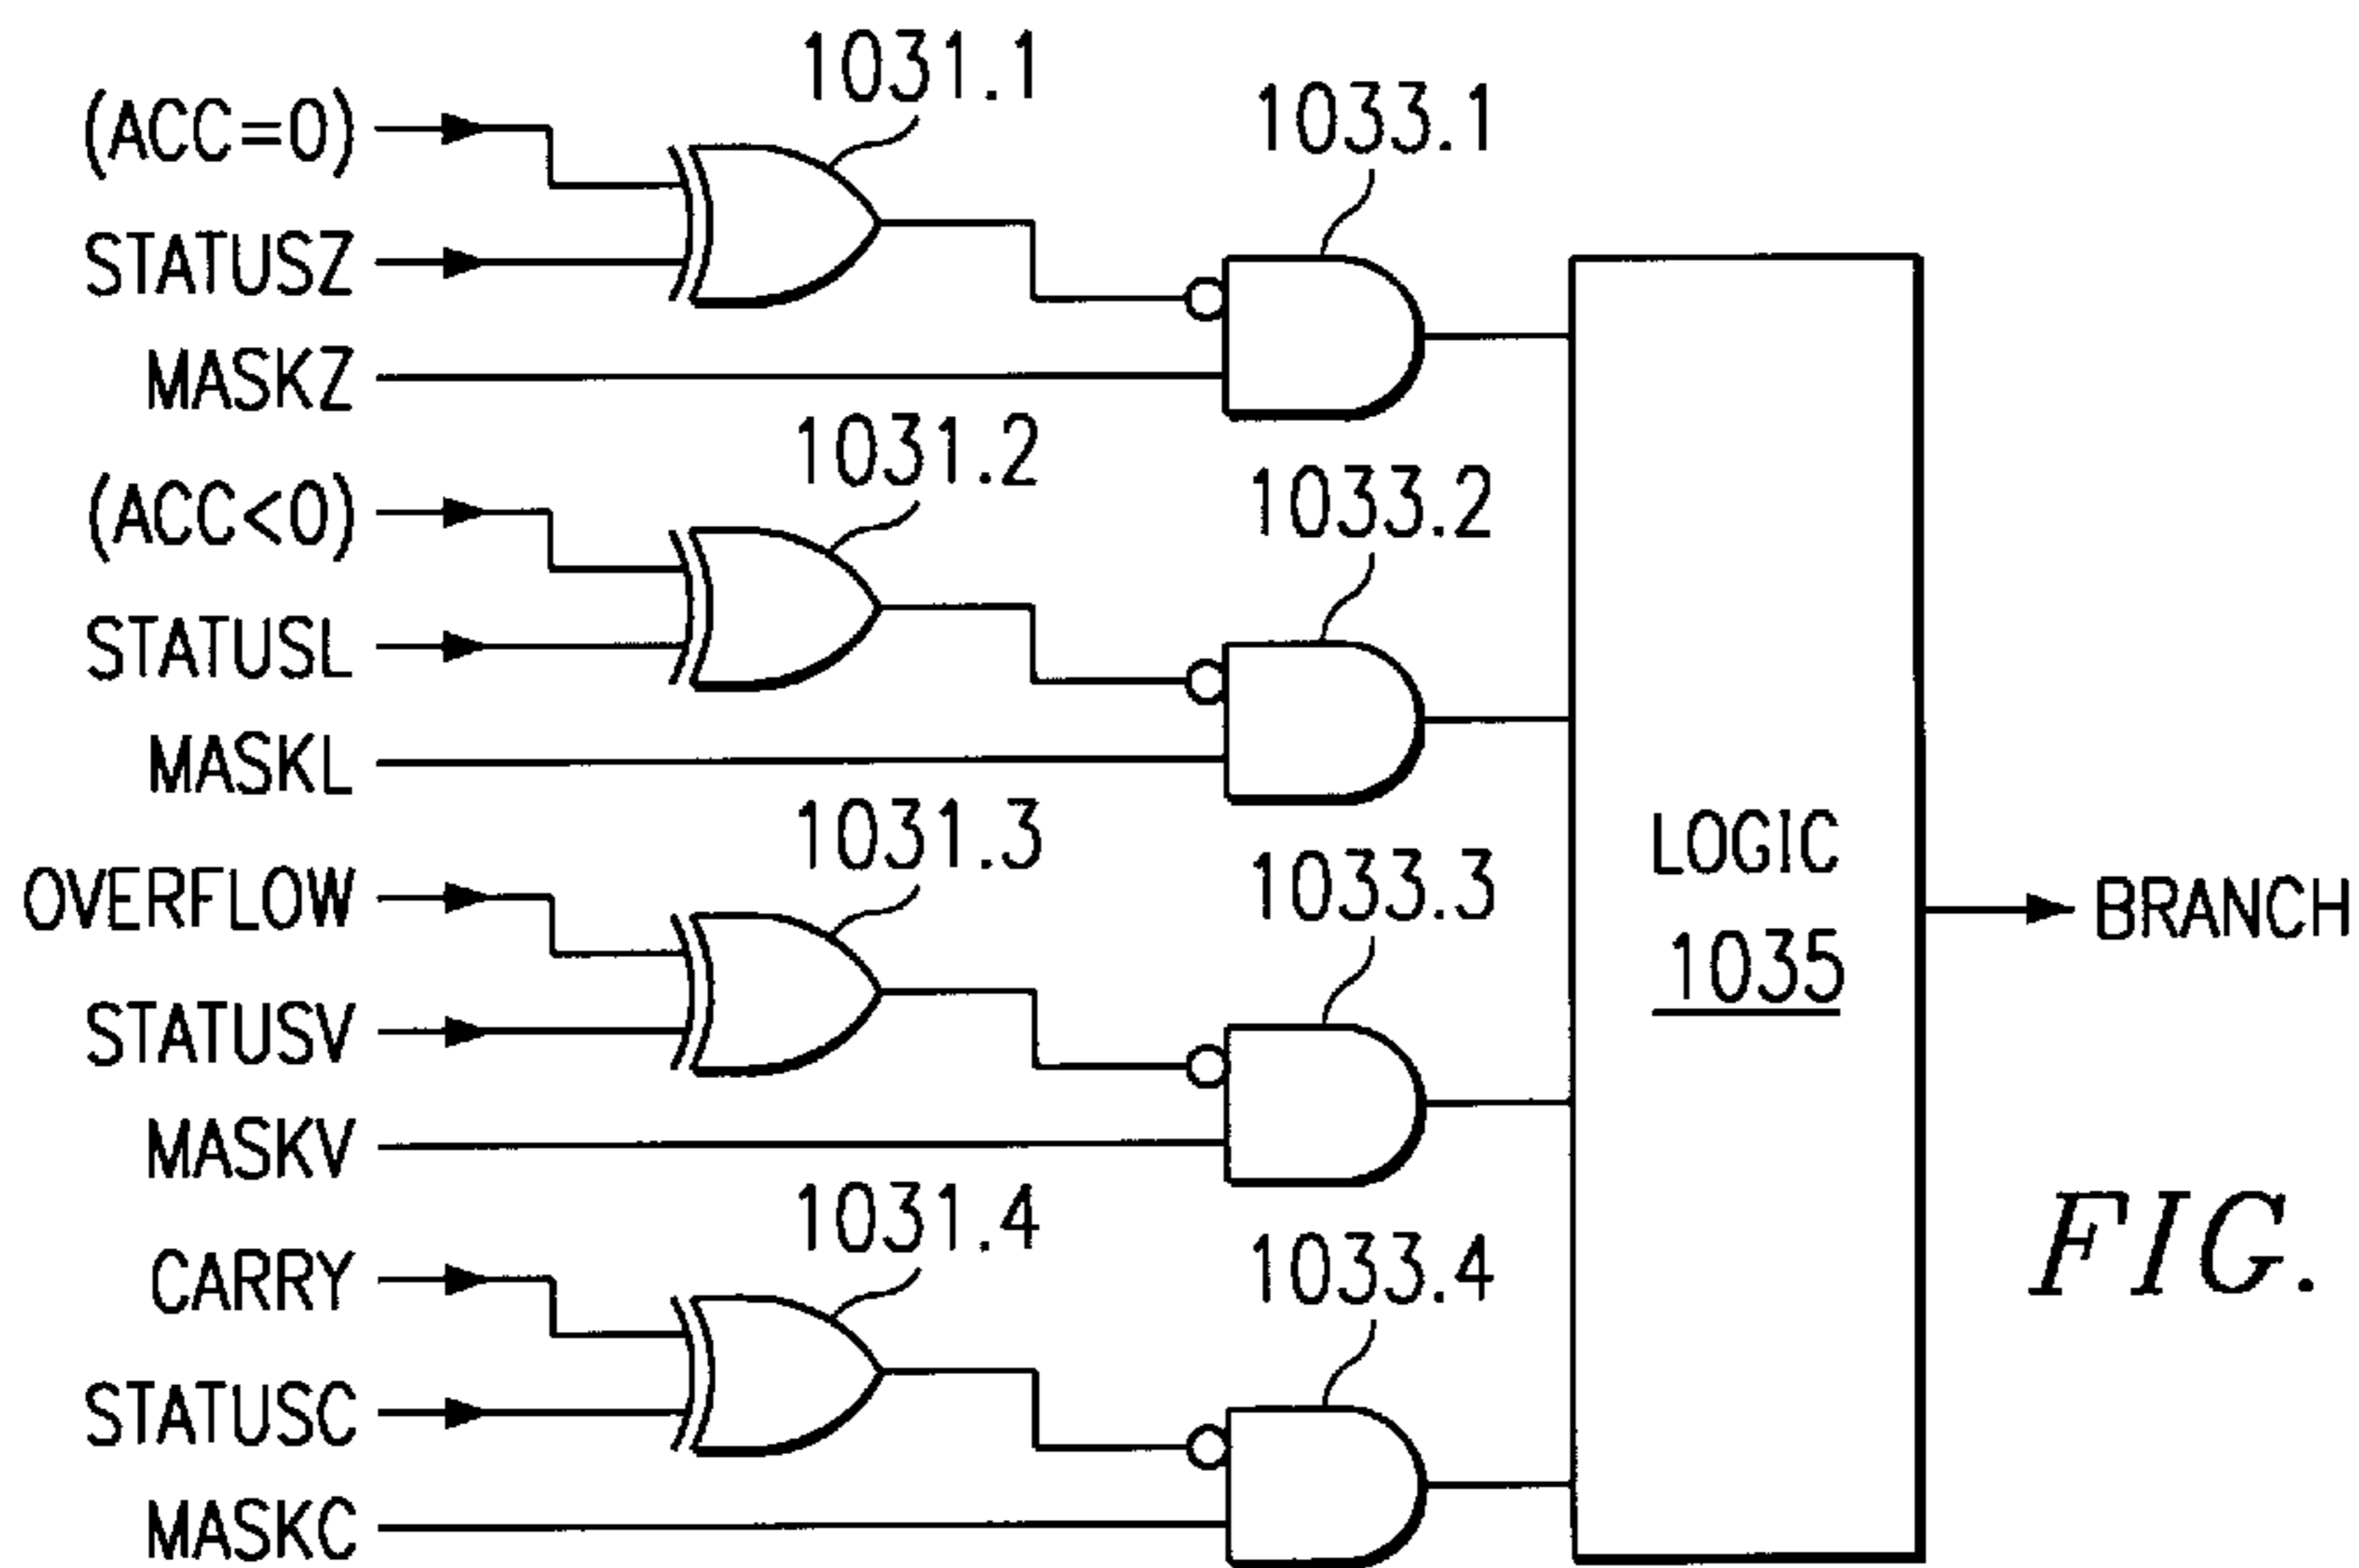 1031.1
(ACC=0)
1033.1
STATUSZ
MASKZ
1031.2
(ACC<0)
1033.2
STATUSL
MASKL
1031.3
LOGIC
1035
OVERFLOW
1033.3
BRANCH
STATUSV
MASKV
1031.4
FIG.
CARRY
1033.4
STATUSC
MASKC